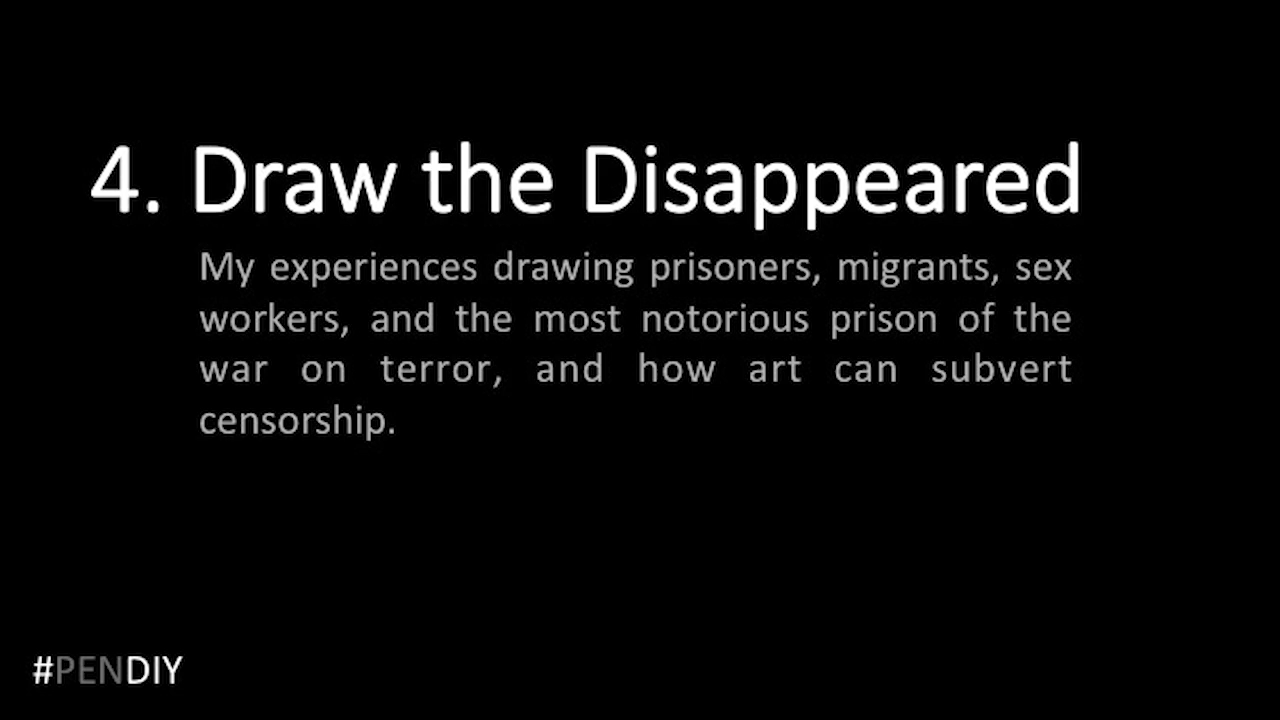 4. Draw the Disappeared
My experiences drawing prisoners, migrants, sex
workers, and the most notorious prison of the
war on terror, and how art can subvert
censorship.
#PENDIY